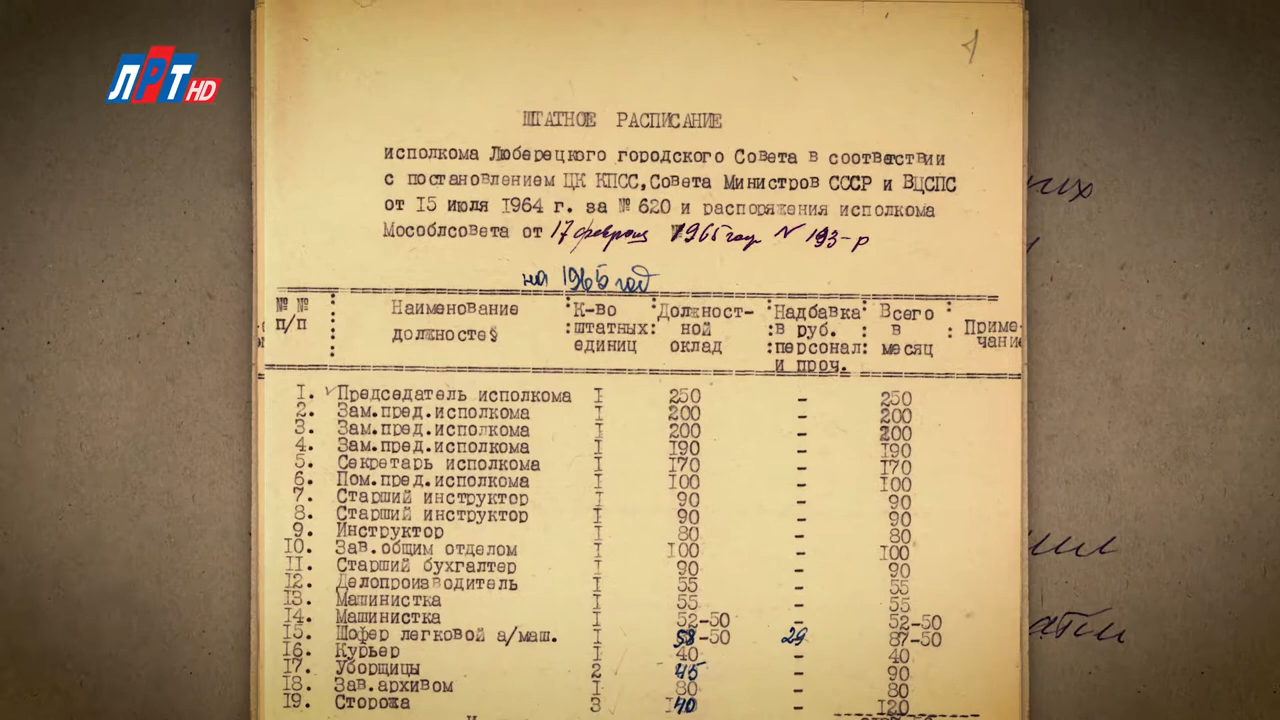 ЛРТ HD
ШТАТНОЕ РАСПИСАНИЕ
исполкома Люберецкого городского Совета в соответствии
с постановлением ЦК КПСС, Совета Министров СССР и ВЦСПС
от 15 июля 1964 г. за № 620 и распоряжения исполкома
Мособлсовета от 17 февраля 1965 года N 193-р
на 1965 год
№ № п/п : Наименование должностей : К-во штатных единиц : Должностной оклад : Надбавка в руб. персонал. и проч. : Всего в месяц : Примечание
1. Председатель исполкома I 250 - 250
2. Зам.пред.исполкома I 200 - 200
3. Зам.пред.исполкома I 200 - 200
4. Зам.пред.исполкома I 190 - 190
5. Секретарь исполкома I 170 - 170
6. Пом.пред.исполкома I 100 - 100
7. Старший инструктор I 90 - 90
8. Старший инструктор I 90 - 90
9. Инструктор I 80 - 80
10. Зав.общим отделом I 100 - 100
11. Старший бухгалтер I 90 - 90
12. Делопроизводитель I 55 - 55
13. Машинистка I 55 - 55
14. Машинистка I 52-50 - 52-50
15. Шофер легковой а/маш. I 58-50 29 87-50
16. Курьер I 40 - 40
17. Уборщицы 2 45 - 90
18. Зав.архивом I 80 - 80
19. Сторожа 3 40 - 120